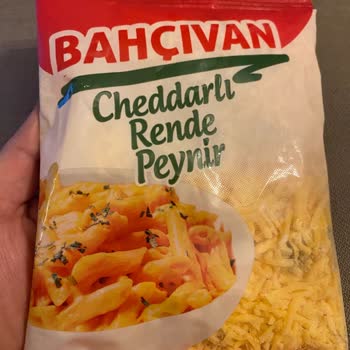 BAHÇIVAN
Cheddarlı
Rende
Peynir